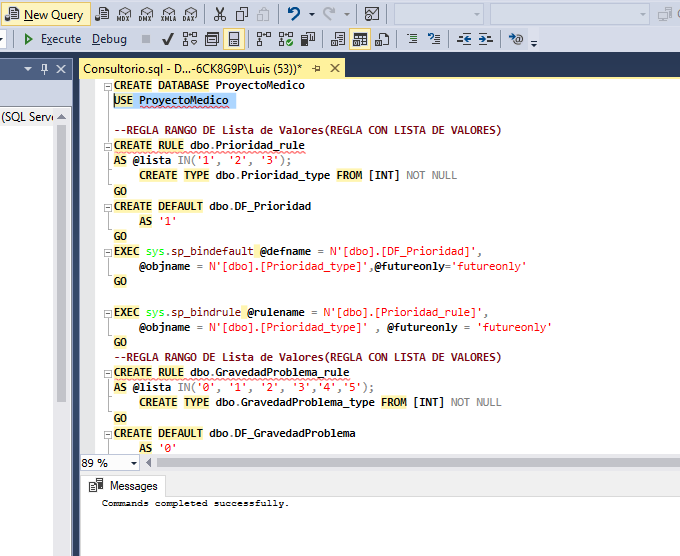 New Query
MDX
DMX
XMLA
DAX
Execute
Debug
Consultorio.sql - D...-6CK8G9P\Luis (53))*
(SQL Serve
CREATE DATABASE ProyectoMedico
USE ProyectoMedico
--REGLA RANGO DE Lista de Valores(REGLA CON LISTA DE VALORES)
CREATE RULE dbo.Prioridad_rule
AS @lista IN('1', '2', '3');
CREATE TYPE dbo.Prioridad_type FROM [INT] NOT NULL
GO
CREATE DEFAULT dbo.DF_Prioridad
AS '1'
GO
EXEC sys.sp_bindefault @defname = N'[dbo].[DF_Prioridad]',
@objname = N'[dbo].[Prioridad_type]',@futureonly='futureonly'
GO
EXEC sys.sp_bindrule @rulename = N'[dbo].[Prioridad_rule]',
@objname = N'[dbo].[Prioridad_type]' , @futureonly = 'futureonly'
GO
--REGLA RANGO DE Lista de Valores(REGLA CON LISTA DE VALORES)
CREATE RULE dbo.GravedadProblema_rule
AS @lista IN('0', '1', '2', '3','4','5');
CREATE TYPE dbo.GravedadProblema_type FROM [INT] NOT NULL
GO
CREATE DEFAULT dbo.DF_GravedadProblema
AS '0'
89 %
Messages
Commands completed successfully.